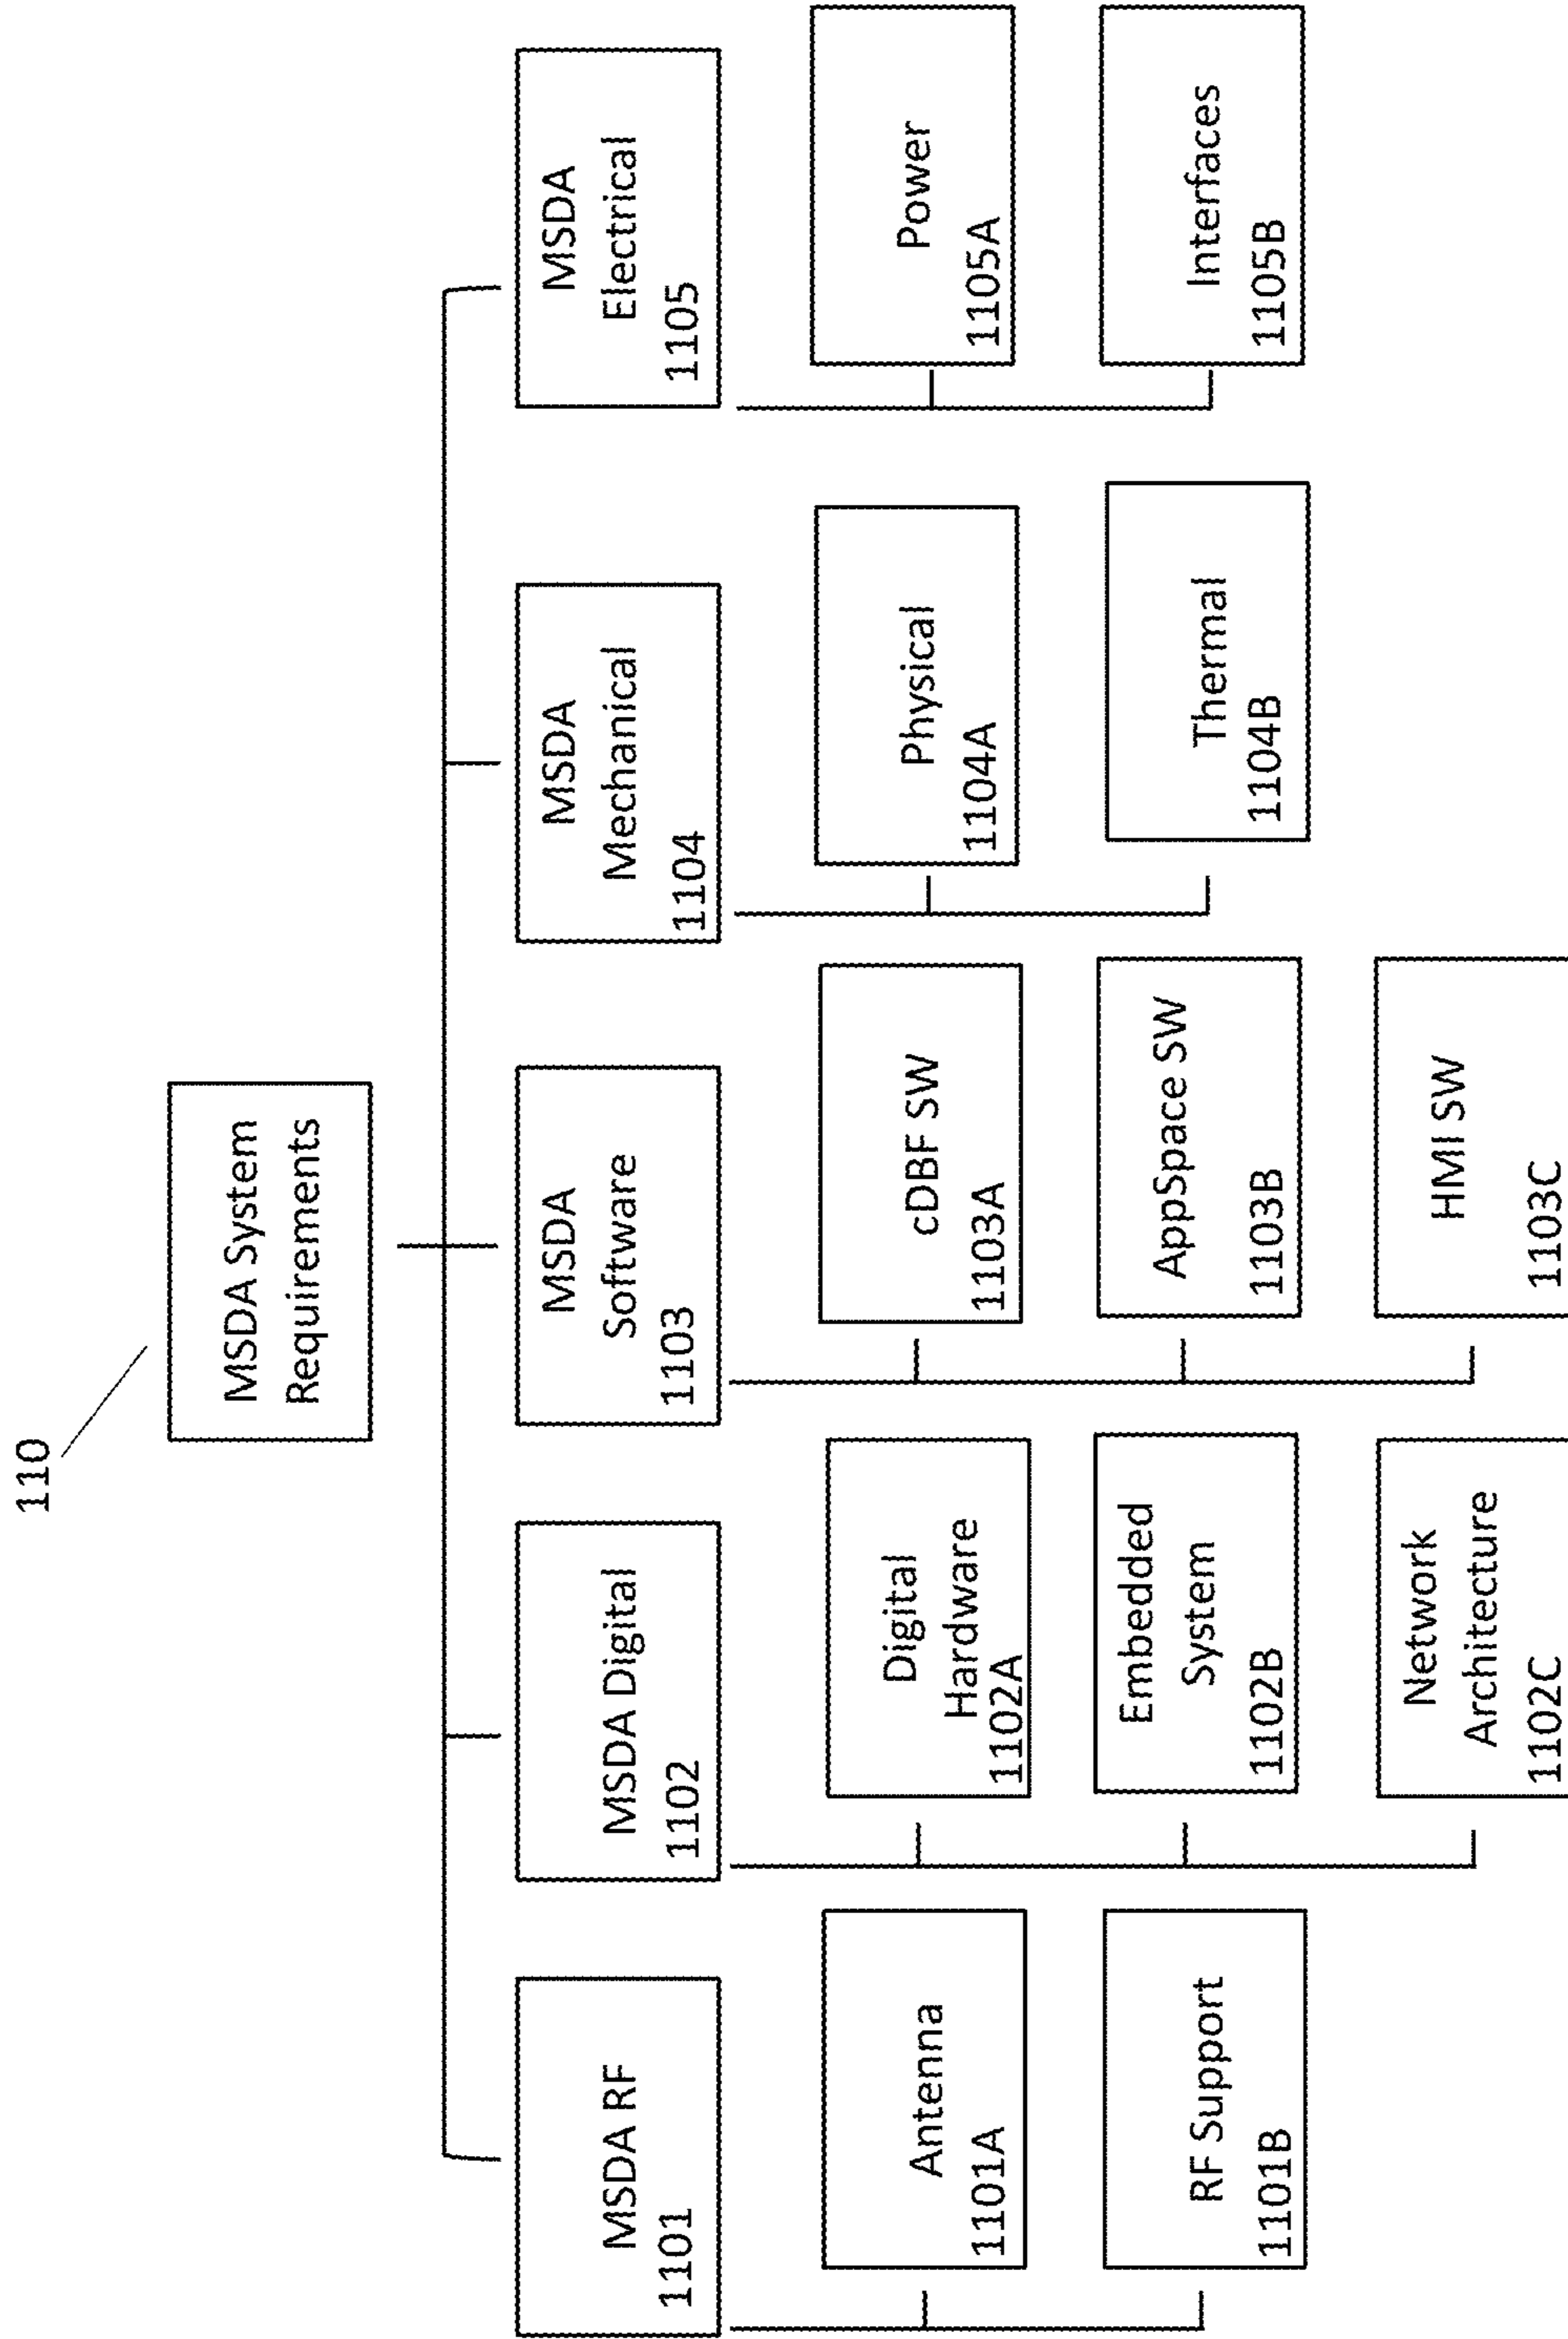 110
MSDA System
Requirements
MSDA RF
1101
Antenna
1101A
RF Support
1101B
MSDA Digital
1102
Digital
Hardware
1102A
Embedded
System
1102B
Network
Architecture
1102C
MSDA
Software
1103
cDBF SW
1103A
AppSpace SW
1103B
HMI SW
1103C
MSDA
Mechanical
1104
Physical
1104A
Thermal
1104B
MSDA
Electrical
1105
Power
1105A
Interfaces
1105B